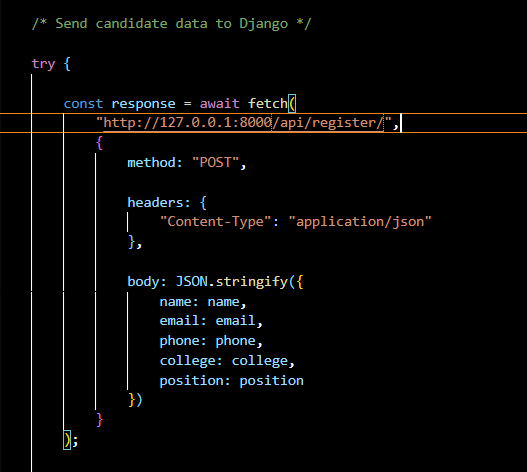 /* Send candidate data to Django */
try {
const response = await fetch(
"http://127.0.0.1:8000/api/register/",
{
method: "POST",
headers: {
"Content-Type": "application/json"
},
body: JSON.stringify({
name: name,
email: email,
phone: phone,
college: college,
position: position
})
}
);